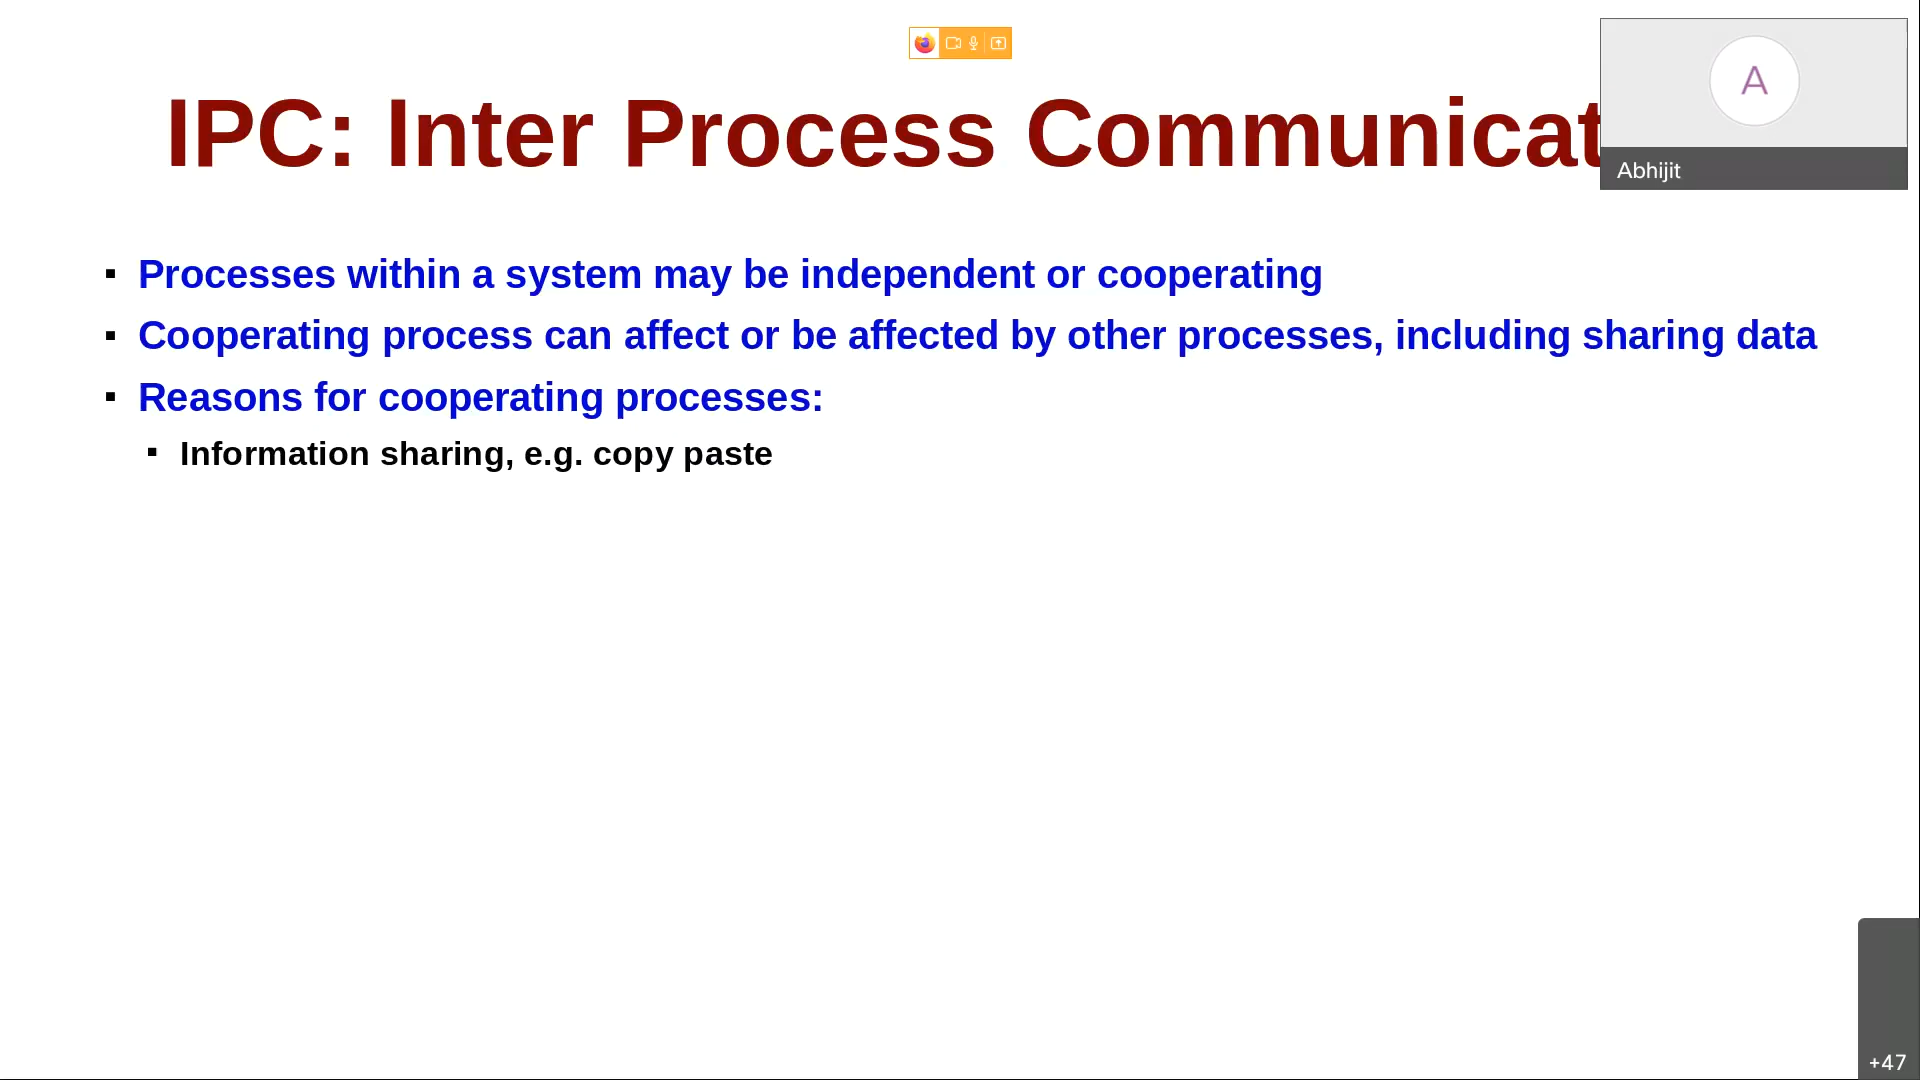 A
IPC: Inter Process Communicat
Abhijit
Processes within a system may be independent or cooperating
Cooperating process can affect or be affected by other processes, including sharing data
Reasons for cooperating processes:
Information sharing, e.g. copy paste
+47